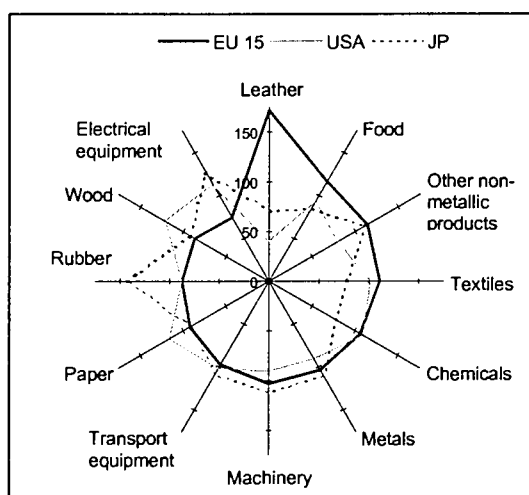 EU 15 USA JP
Leather
Electrical equipment
Food
150
Wood
100
Other non-metallic products
Rubber
50
0
Textiles
Paper
Chemicals
Transport equipment
Metals
Machinery